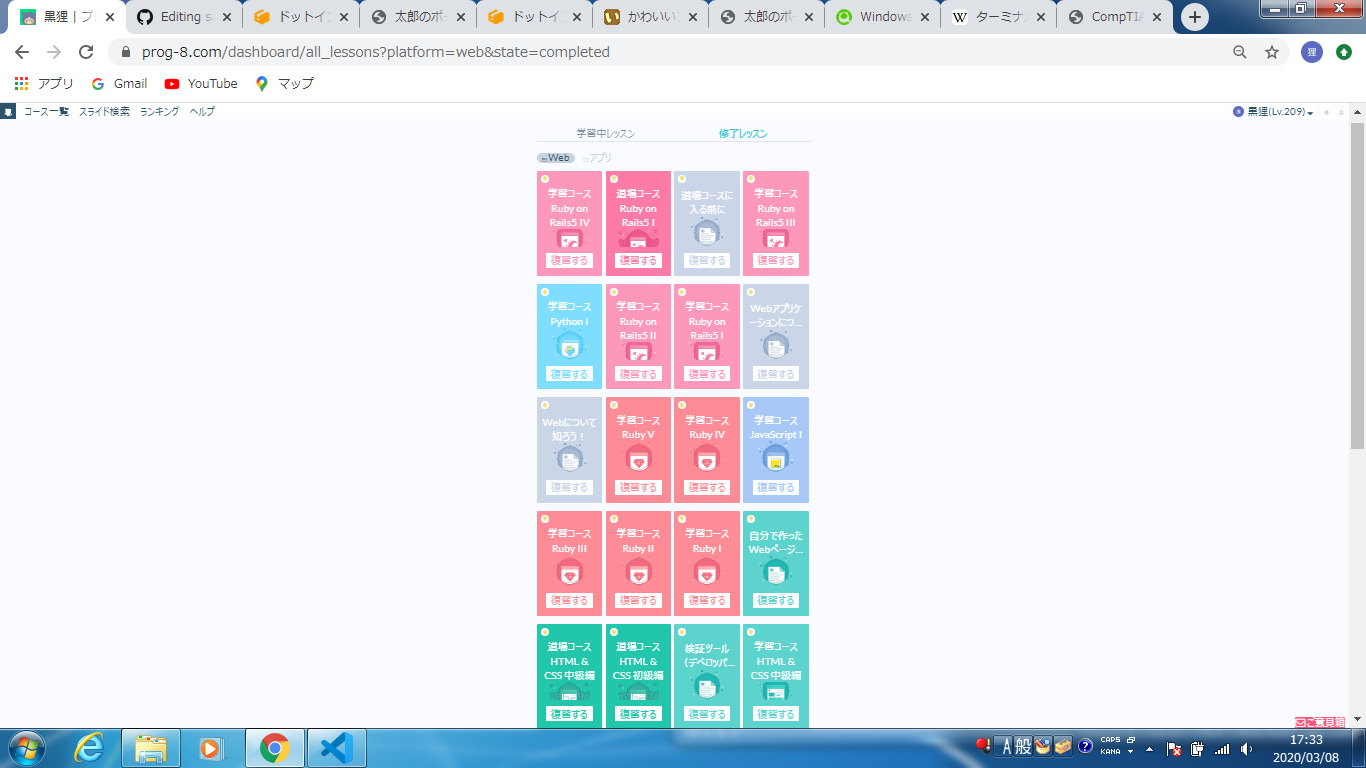 黒狸 | プ
Editing s
ドットイン
太郎のポー
ドットイン
かわいいフ
太郎のポー
Windows
ターミナル
CompTIA
prog-8.com/dashboard/all_lessons?platform=web&state=completed
狸
アプリ
Gmail
YouTube
マップ
コース一覧 スライド検索 ランキング ヘルプ
黒狸(Lv.209)
学習中レッスン
修了レッスン
Web
アプリ
学習コース
Ruby on
Rails5 IV
復習する
道場コース
Ruby on
Rails5 I
復習する
道場コースに
入る前に
復習する
学習コース
Ruby on
Rails5 III
復習する
学習コース
Python I
復習する
学習コース
Ruby on
Rails5 II
復習する
学習コース
Ruby on
Rails5 I
復習する
Webアプリケ
ーションにつ...
復習する
Webについて
知ろう！
復習する
学習コース
Ruby V
復習する
学習コース
Ruby IV
復習する
学習コース
JavaScript I
復習する
学習コース
Ruby III
復習する
学習コース
Ruby II
復習する
学習コース
Ruby I
復習する
自分で作った
Webページ...
復習する
道場コース
HTML &
CSS 中級編
復習する
道場コース
HTML &
CSS 初級編
復習する
検証ツール
（デベロッパ...
復習する
学習コース
HTML &
CSS 中級編
復習する
ご意見箱
A 般
CAPS
KANA
17:33
2020/03/08